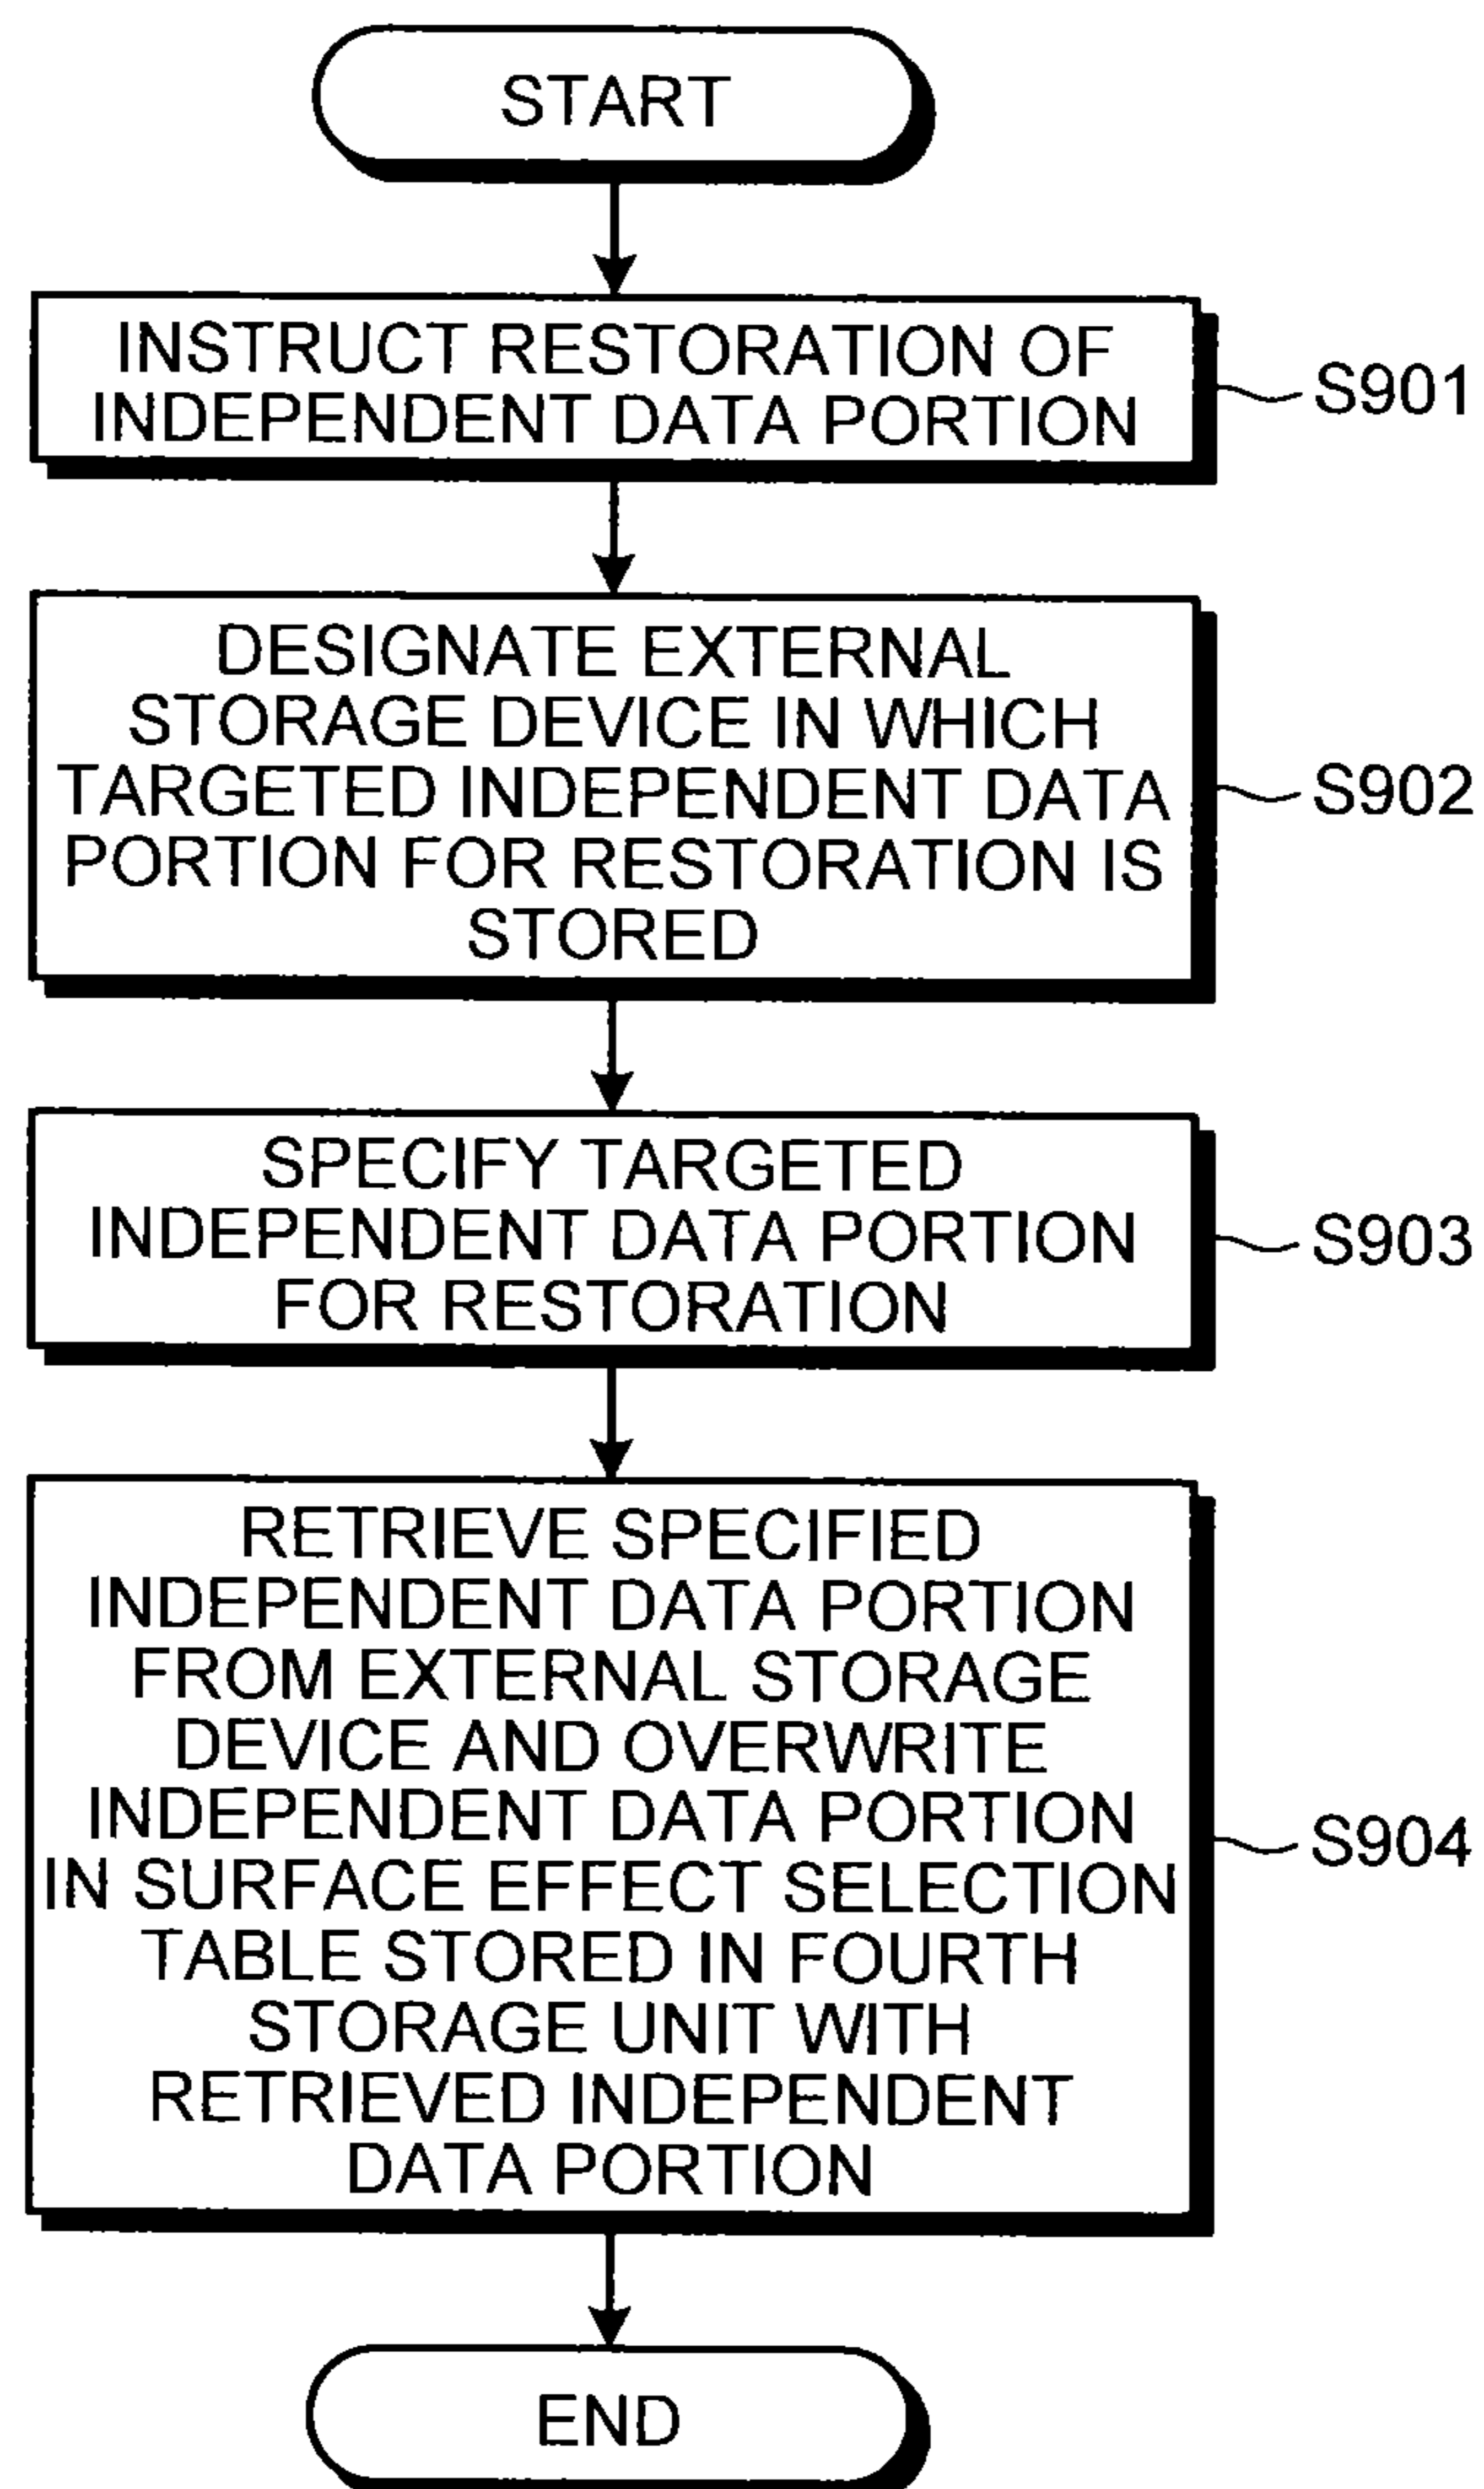 START
INSTRUCT RESTORATION OF
INDEPENDENT DATA PORTION
S901
DESIGNATE EXTERNAL
STORAGE DEVICE IN WHICH
TARGETED INDEPENDENT DATA
PORTION FOR RESTORATION IS
STORED
S902
SPECIFY TARGETED
INDEPENDENT DATA PORTION
FOR RESTORATION
S903
RETRIEVE SPECIFIED
INDEPENDENT DATA PORTION
FROM EXTERNAL STORAGE
DEVICE AND OVERWRITE
INDEPENDENT DATA PORTION
IN SURFACE EFFECT SELECTION
TABLE STORED IN FOURTH
STORAGE UNIT WITH
RETRIEVED INDEPENDENT
DATA PORTION
S904
END